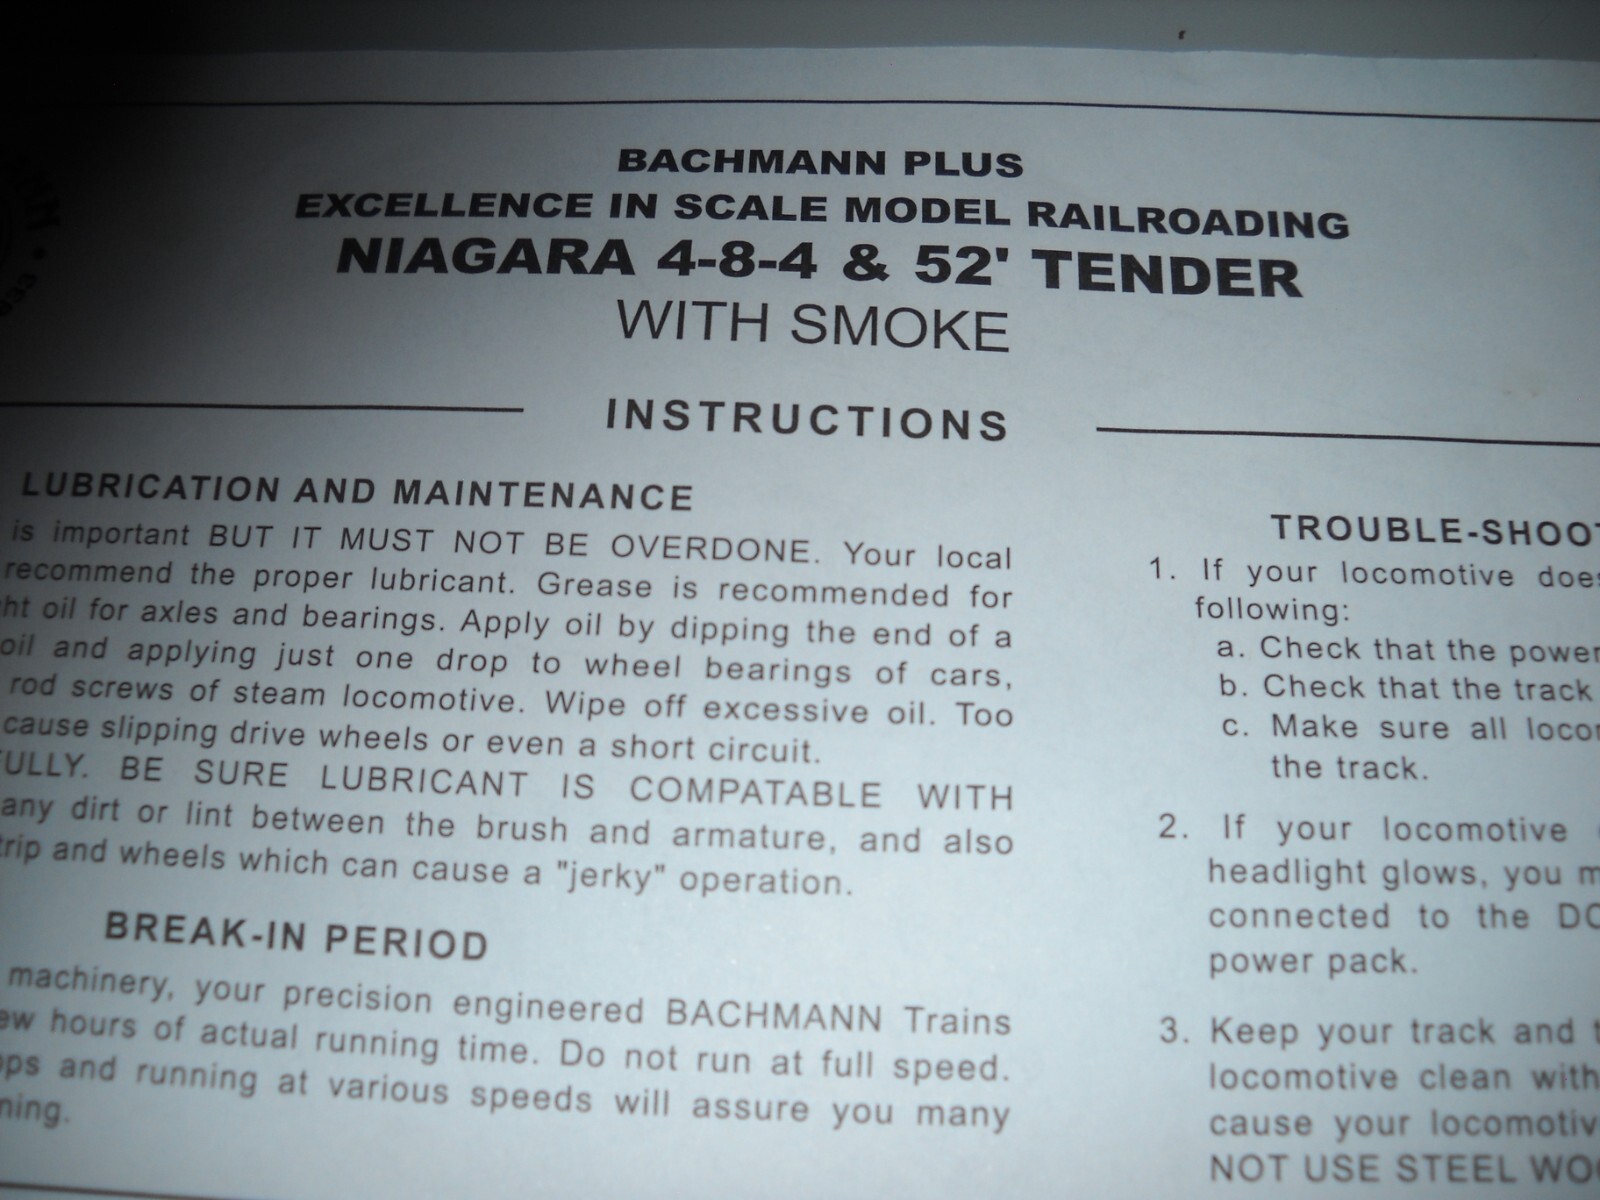 BACHMANN PLUS
EXCELLENCE IN SCALE MODEL RAILROADING
NIAGARA 4-8-4 & 52' TENDER
WITH SMOKE
INSTRUCTIONS
LUBRICATION AND MAINTENANCE
is important BUT IT MUST NOT BE OVERDONE. Your local
recommend the proper lubricant. Grease is recommended for
oil for axles and bearings. Apply oil by dipping the end of a
oil and applying just one drop to wheel bearings of cars,
rod screws of steam locomotive. Wipe off excessive oil. Too
cause slipping drive wheels or even a short circuit.
BE SURE LUBRICANT IS COMPATABLE WITH
any dirt or lint between the brush and armature, and also
and wheels which can cause a "jerky" operation.
BREAK-IN PERIOD
machinery, your precision engineered BACHMANN Trains
hours of actual running time. Do not run at full speed.
and running at various speeds will assure you many
TROUBLE-SHOOT
1. If your locomotive does
following:
a. Check that the power
b. Check that the track
c. Make sure all loco
the track.
2. If your locomotive
headlight glows, you m
connected to the DC
power pack.
3. Keep your track and
locomotive clean with
cause your locomotiv
NOT USE STEEL WOO